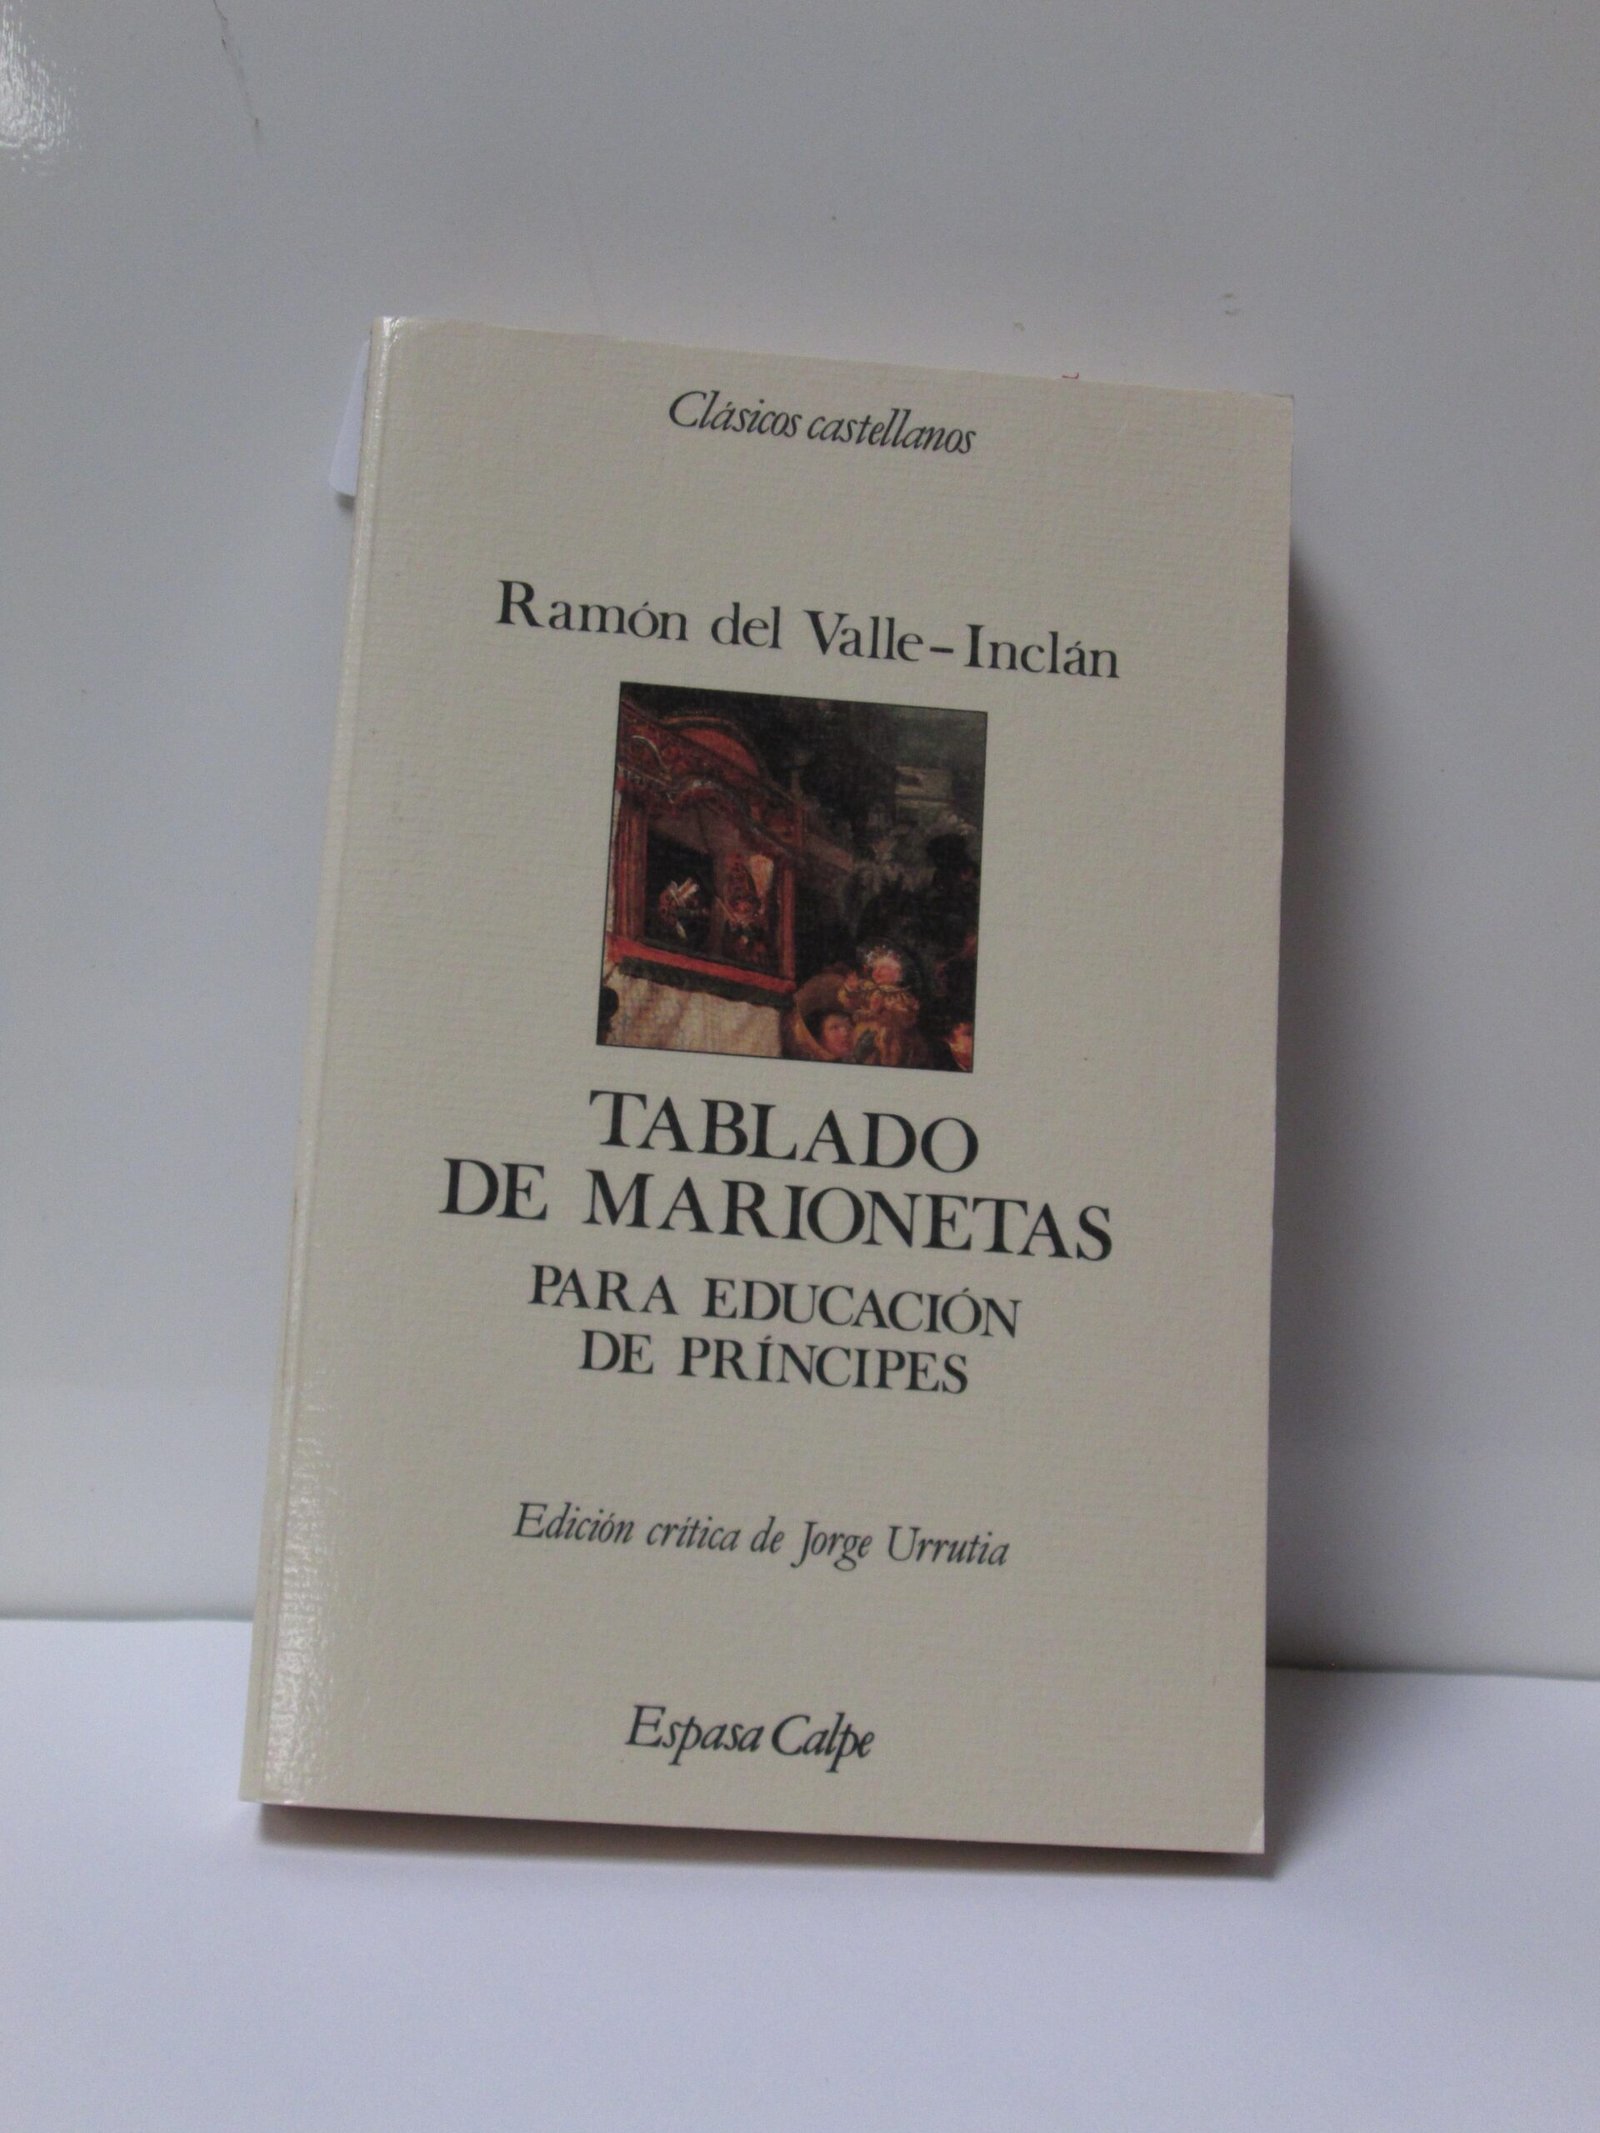 Clásicos castellanos
Ramón del Valle-Inclán
TABLADO
DE MARIONETAS
PARA EDUCACIÓN
DE PRÍNCIPES
Edición crítica de Jorge Urrutia
Espasa Calpe